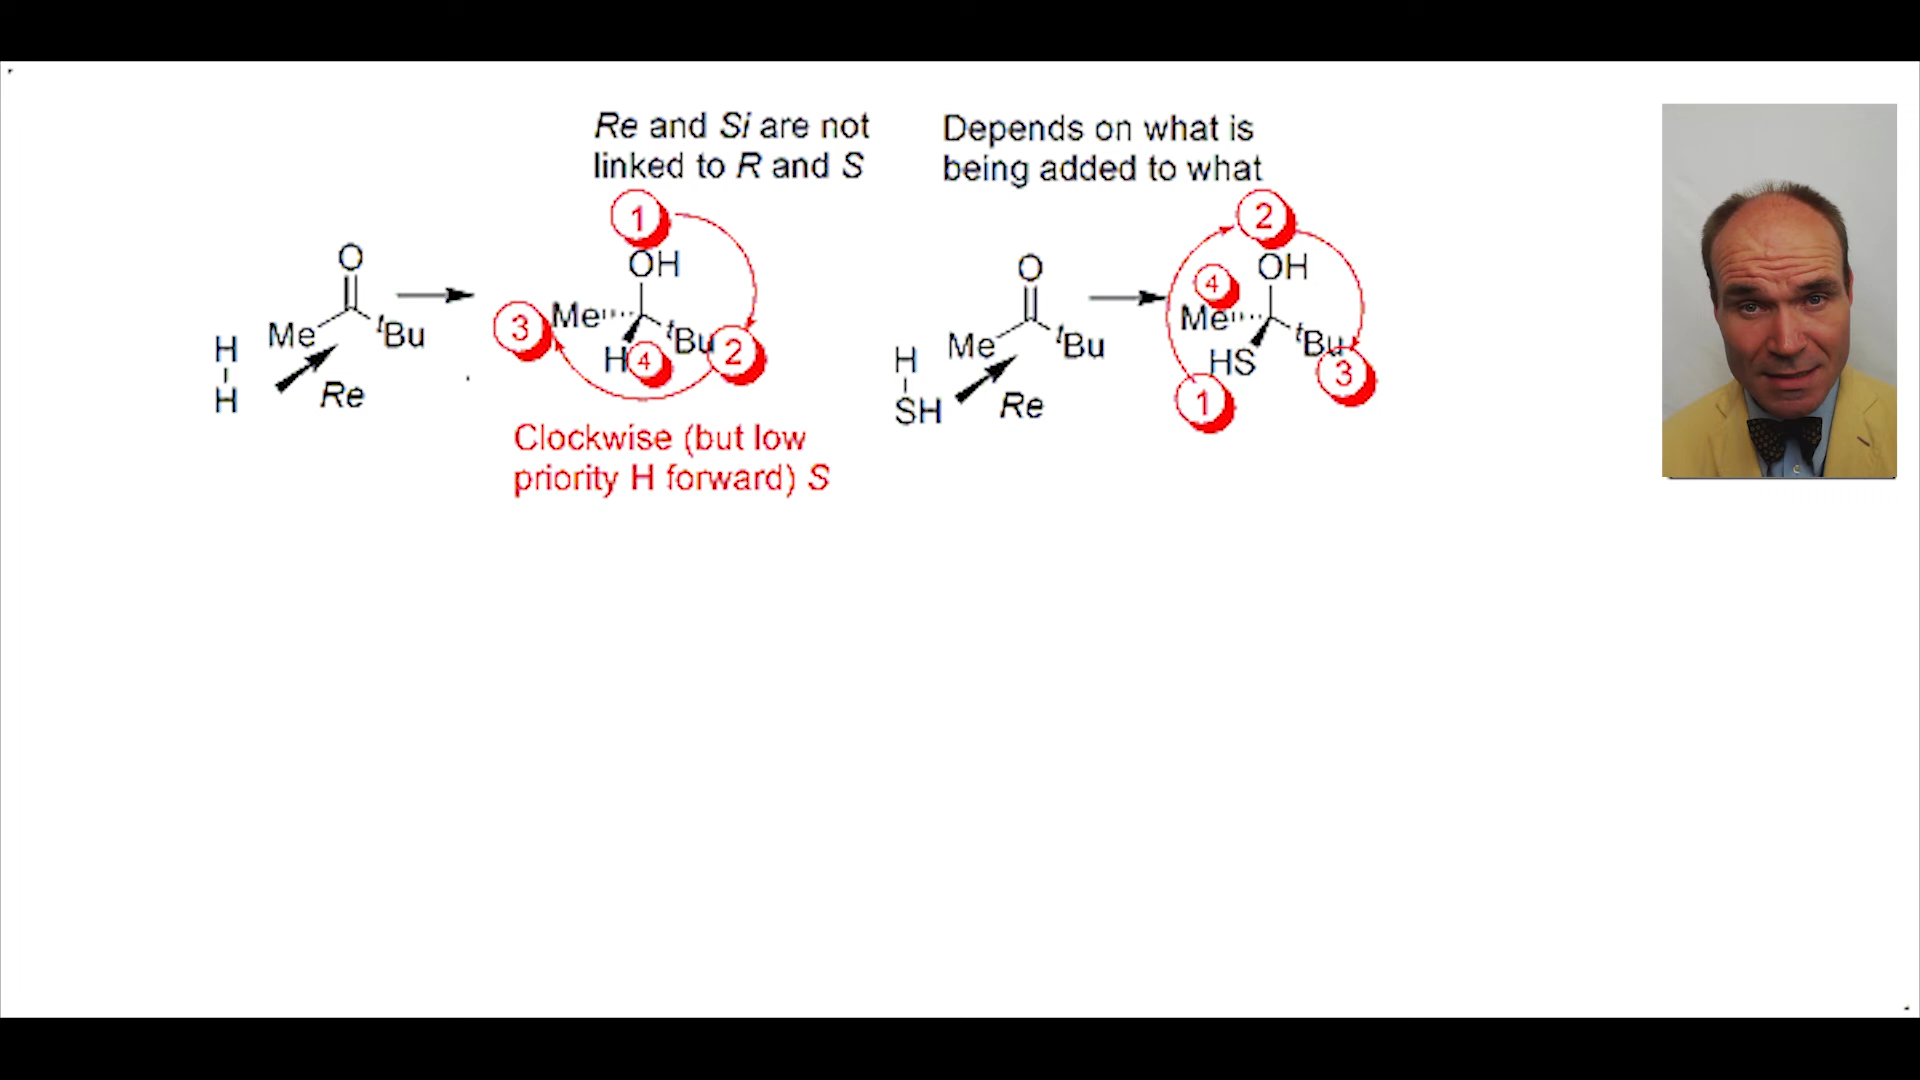 Re and Si are not
linked to R and S
Depends on what is
being added to what
O
Me
tBu
H
H
Re
1
OH
3
Me
tBu
2
H
4
Clockwise (but low
priority H forward) S
O
Me
tBu
H
SH
Re
2
OH
4
Me
tBu
HS
3
1